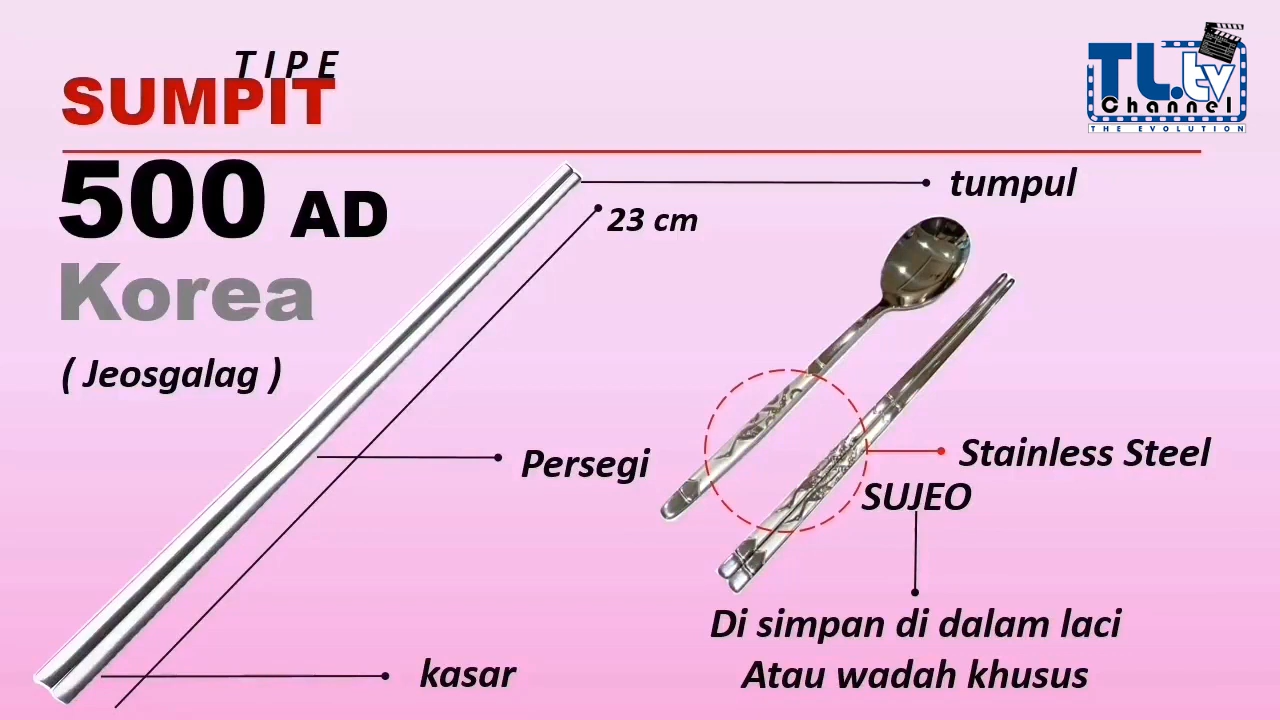 TIPE
SUMPIT
TL.tv
Channel
THE EVOLUTION
500 AD
Korea
( Jeosgalag )
tumpul
23 cm
Persegi
kasar
Stainless Steel
SUJEO
Di simpan di dalam laci
Atau wadah khusus